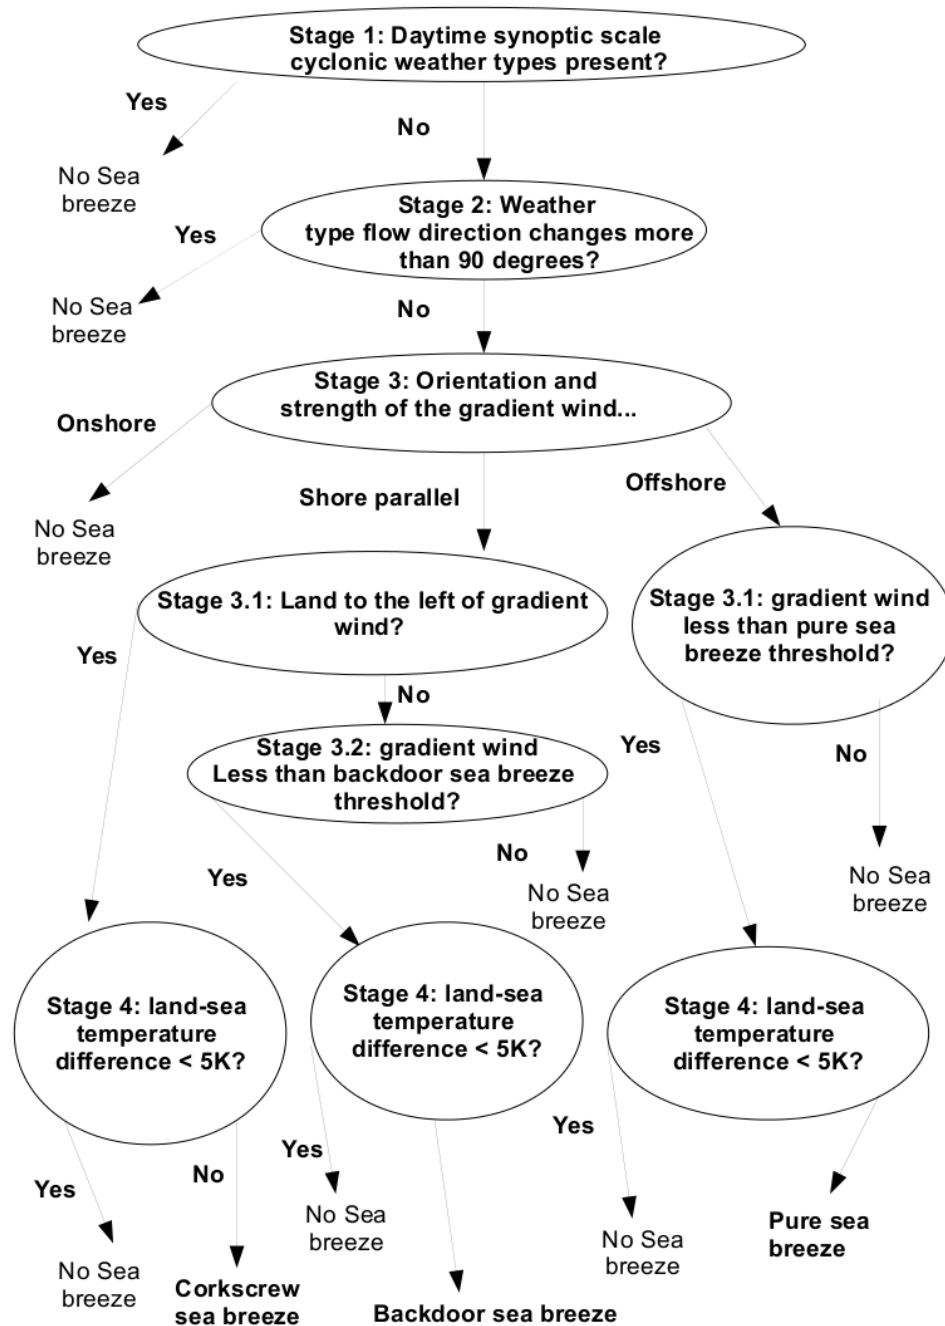 Stage 1: Daytime synoptic scale
cyclonic weather types present?
Yes
No
No Sea
breeze
Stage 2: Weather
type flow direction changes more
than 90 degrees?
Yes
No Sea
breeze
No
Stage 3: Orientation and
strength of the gradient wind...
Onshore
Shore parallel
Offshore
No Sea
breeze
Stage 3.1: Land to the left of gradient
wind?
Stage 3.1: gradient wind
less than pure sea
breeze threshold?
Yes
No
Stage 3.2: gradient wind
Less than backdoor sea breeze
threshold?
Yes
No
Yes
No
No Sea
breeze
No Sea
breeze
Stage 4: land-sea
temperature
difference < 5K?
Stage 4: land-sea
temperature
difference < 5K?
Stage 4: land-sea
temperature
difference < 5K?
Yes
No
Yes
Yes
No Sea
breeze
Corkscrew
sea breeze
No Sea
breeze
Backdoor sea breeze
No Sea
breeze
Pure sea
breeze